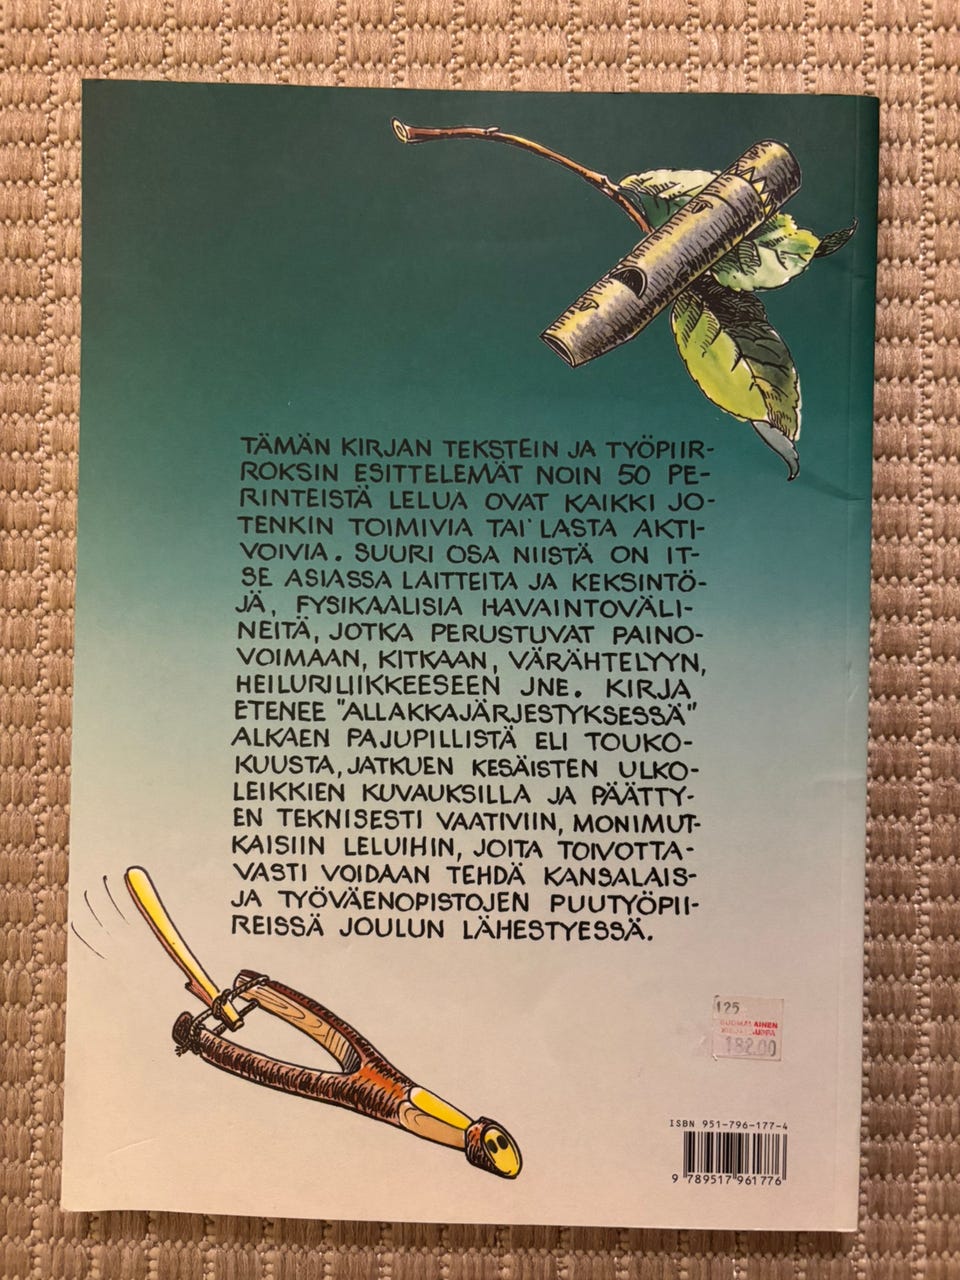 TÄMÄN KIRJAN TEKSTEIN JA TYÖPIIR-
ROKSIN ESITTELEMÄT NOIN 50 PE-
RINTEISTÄ LELUA OVAT KAIKKI JO-
TENKIN TOIMIVIA TAI LASTA AKTI-
VOIVIA. SUURI OSA NIISTÄ ON IT-
SE ASIASSA LAITTEITA JA KEKSINTÖ-
JÄ, FYSIKAALISIA HAVAINTOVÄLI-
NEITÄ, JOTKA PERUSTUVAT PAINO-
VOIMAAN, KITKAAN, VÄRÄHTELYYN,
HEILURILIIKKEESEEN JNE. KIRJA
ETENEE "ALLAKKAJÄRJESTYKSESSÄ"
ALKAEN PAJUPILLISTÄ ELI TOUKO-
KUUSTA, JATKUEN KESÄISTEN ULKO-
LEIKKIEN KUVAUKSILLA JA PÄÄTTY-
EN TEKNISESTI VAATIVIIN, MONIMUT-
KAISIIN LELUIHIN, JOITA TOIVOTTA-
VASTI VOIDAAN TEHDÄ KANSALAIS-
JA TYÖVÄENOPISTOJEN PUUTYÖPII-
REISSÄ JOULUN LÄHESTYESSÄ.
125
SUOMALAINEN
KIRJAKAUPPA
182.00
ISBN 951-796-177-4
9 789517 961776